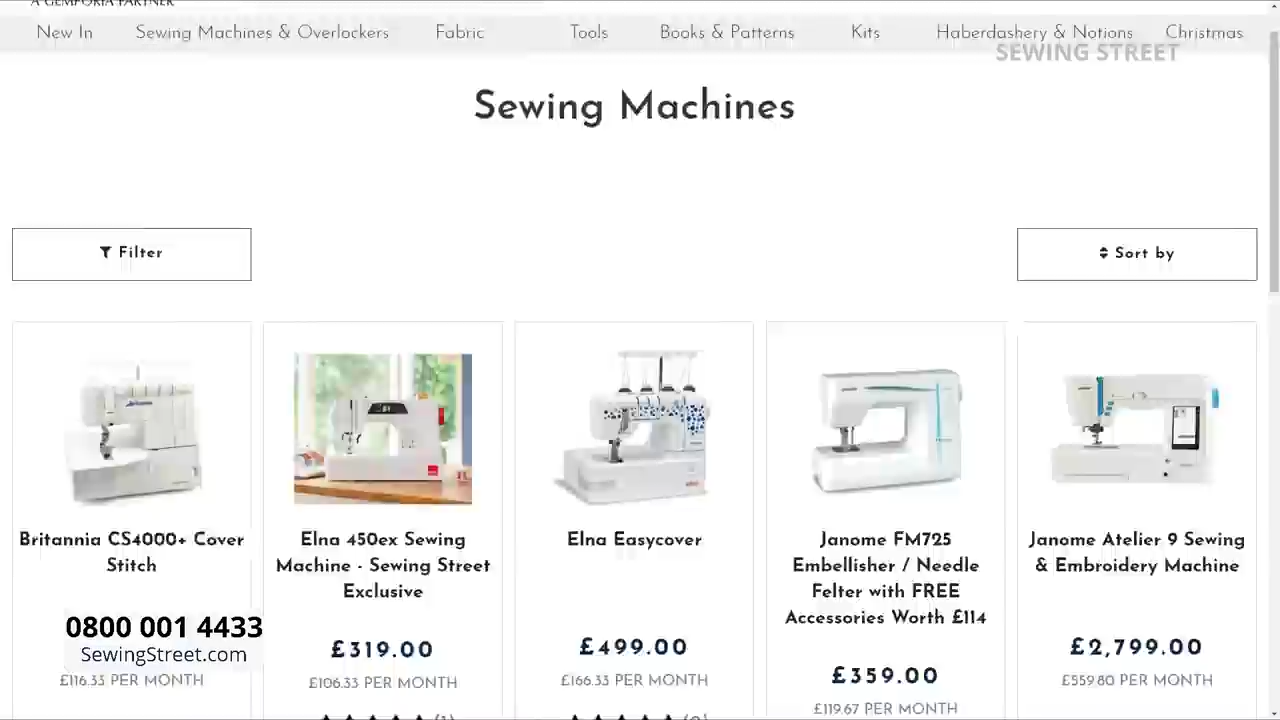 A GEMPORIA PARTNER
New In Sewing Machines & Overlockers Fabric Tools Books & Patterns Kits Haberdashery & Notions Christmas
SEWING STREET
Sewing Machines
Filter
Sort by
Britannia CS4000+ Cover
Stitch
£116.33 PER MONTH
Elna 450ex Sewing
Machine - Sewing Street
Exclusive
£319.00
£106.33 PER MONTH
(1)
Elna Easycover
£499.00
£166.33 PER MONTH
Janome FM725
Embellisher / Needle
Felter with FREE
Accessories Worth £114
£359.00
£119.67 PER MONTH
Janome Atelier 9 Sewing
& Embroidery Machine
£2,799.00
£559.80 PER MONTH
0800 001 4433
SewingStreet.com